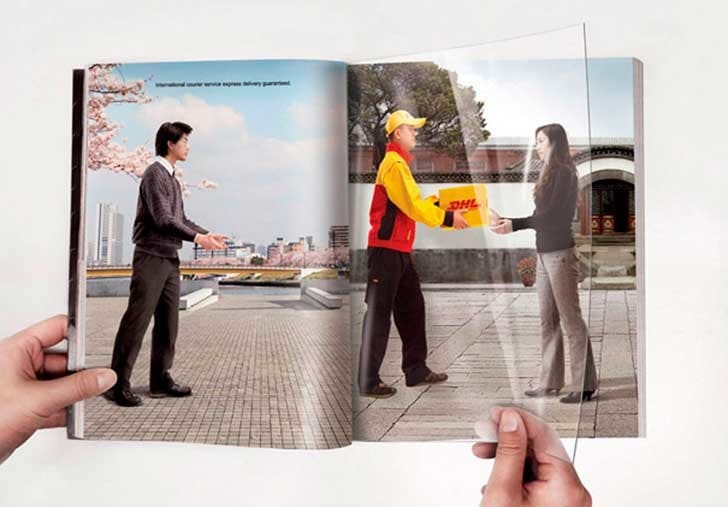 International courier service express delivery guaranteed.
DHL